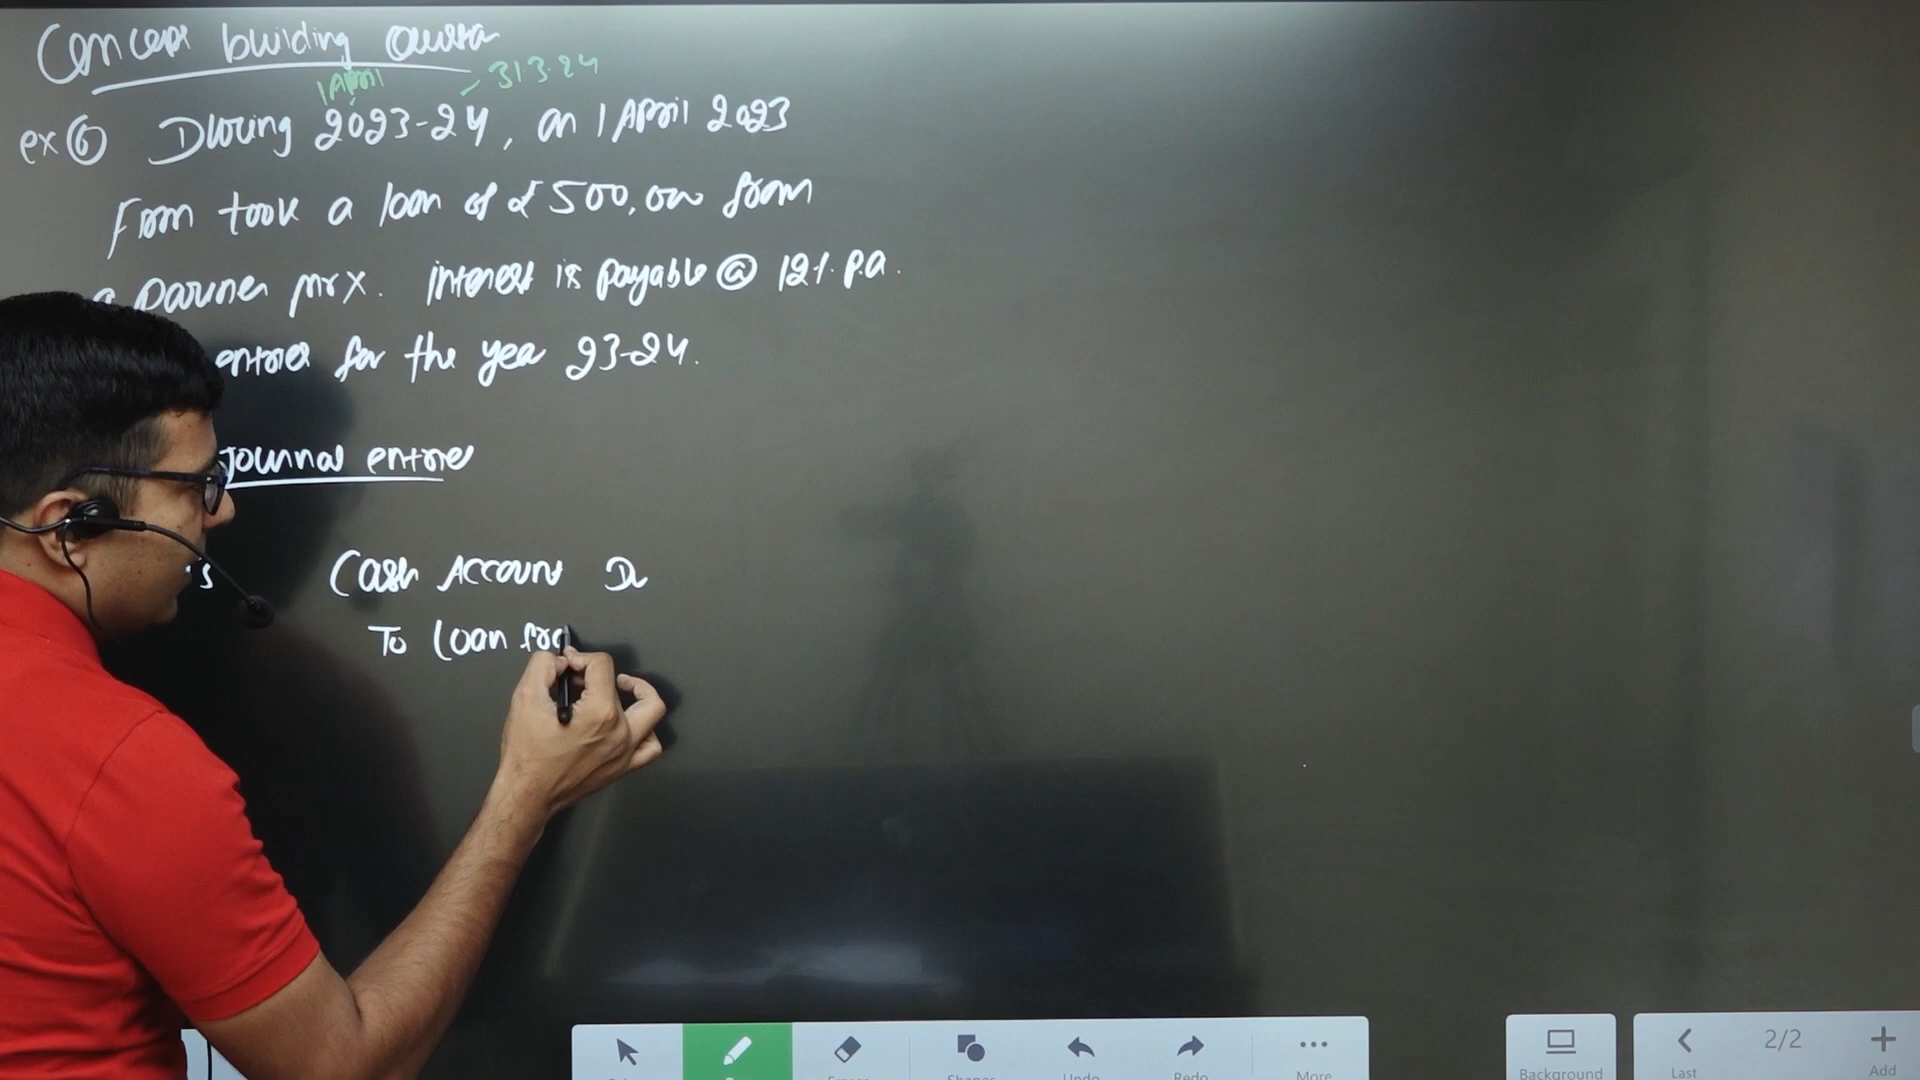 Concept building Questn
1 April - 31.3.24
ex 6 During 2023-24, on 1 April 2023
Firm took a loan of ₹ 500,000 from
a partner mr X. interest is payable @ 12%. p.a.
entries for the year 23-24.
Journal entries
Cash Account Dr
To Loan fro
Undo
Redo
More
2/2
Background
Last
Add